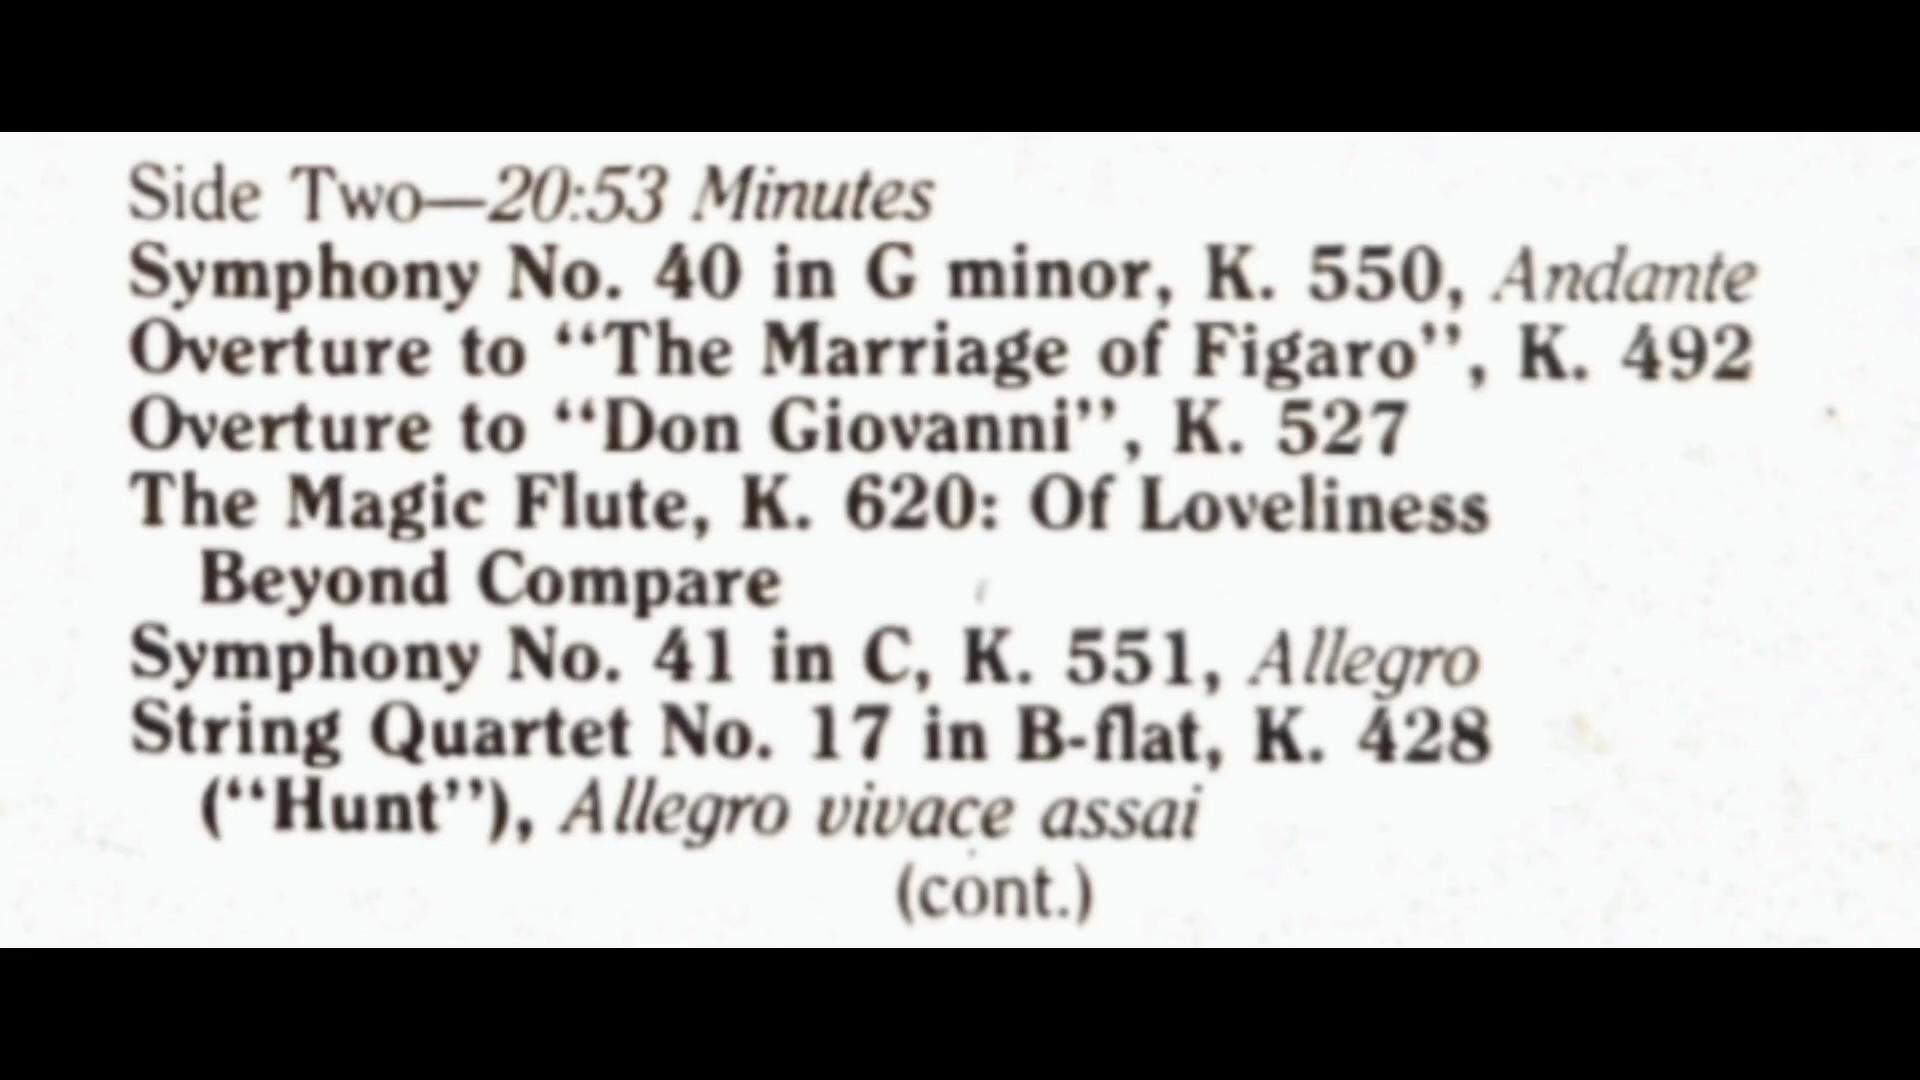 Side Two—20:53 Minutes
Symphony No. 40 in G minor, K. 550, Andante
Overture to “The Marriage of Figaro”, K. 492
Overture to “Don Giovanni”, K. 527
The Magic Flute, K. 620: Of Loveliness
Beyond Compare
Symphony No. 41 in C, K. 551, Allegro
String Quartet No. 17 in B-flat, K. 428
(“Hunt”), Allegro vivace assai
(cont.)